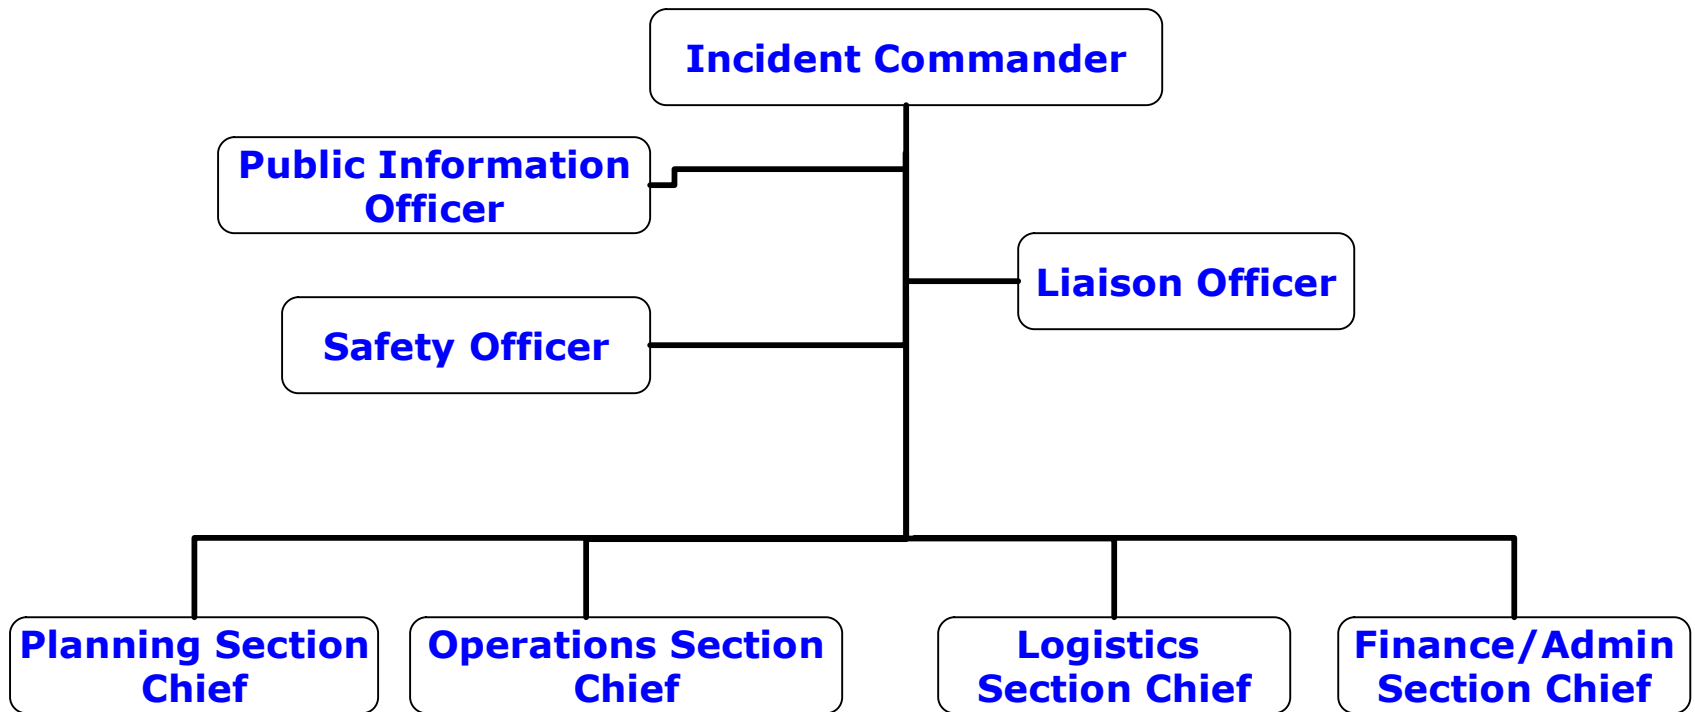 Incident Commander
Public Information
Officer
Liaison Officer
Safety Officer
Planning Section
Chief
Operations Section
Chief
Logistics
Section Chief
Finance/Admin
Section Chief